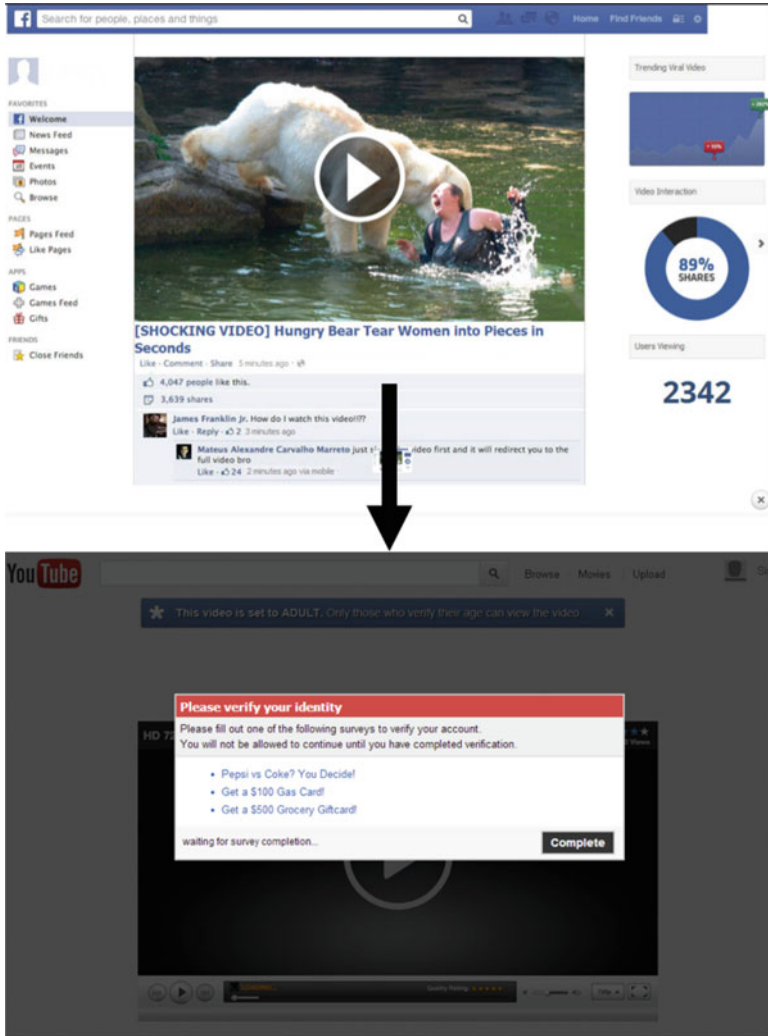 Search for people, places and things
Home Find Friends
FAVORITES
Welcome
News Feed
Messages
Events
Photos
Browse
PAGES
Pages Feed
Like Pages
APPS
Games
Games Feed
Gifts
FRIENDS
Close Friends
[SHOCKING VIDEO] Hungry Bear Tear Women into Pieces in
Seconds
Like · Comment · Share 5 minutes ago
4,047 people like this.
3,639 shares
James Franklin Jr. How do I watch this video!!??
Like · Reply · 2 3 minutes ago
Mateus Alexandre Carvalho Marreto just video first and it will redirect you to the
full video bro
Like · 24 2 minutes ago via mobile
Trending Viral Video
Video Interaction
89%
SHARES
Users Viewing
2342
YouTube
Browse Movies Upload
This video is set to ADULT. Only those who verify their age can view the video
Please verify your identity
Please fill out one of the following surveys to verify your account.
You will not be allowed to continue until you have completed verification.
• Pepsi vs Coke? You Decide!
• Get a $100 Gas Card!
• Get a $500 Grocery Giftcard!
waiting for survey completion...
Complete
HD 72
Views
Quality Rating: